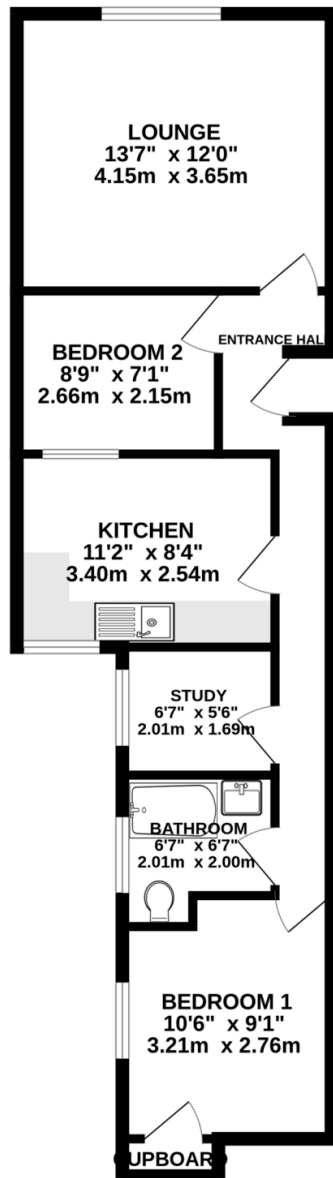 LOUNGE
13'7" x 12'0"
4.15m x 3.65m
ENTRANCE HAL
BEDROOM 2
8'9" x 7'1"
2.66m x 2.15m
KITCHEN
11'2" x 8'4"
3.40m x 2.54m
STUDY
6'7" x 5'6"
2.01m x 1.69m
BATHROOM
6'7" x 6'7"
2.01m x 2.00m
BEDROOM 1
10'6" x 9'1"
3.21m x 2.76m
CUPBOARD